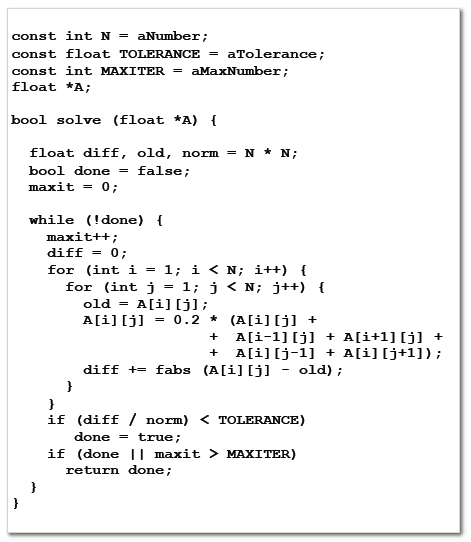 const int N = aNumber;
const float TOLERANCE = aTolerance;
const int MAXITER = aMaxNumber;
float *A;

bool solve (float *A) {

  float diff, old, norm = N * N;
  bool done = false;
  maxit = 0;

  while (!done) {
    maxit++;
    diff = 0;
    for (int i = 1; i < N; i++) {
      for (int j = 1; j < N; j++) {
        old = A[i][j];
        A[i][j] = 0.2 * (A[i][j] +
                      +  A[i-1][j] + A[i+1][j] +
                      +  A[i][j-1] + A[i][j+1]);
        diff += fabs (A[i][j] - old);
      }
    }
    if (diff / norm) < TOLERANCE)
       done = true;
    if (done || maxit > MAXITER)
      return done;
  }
}